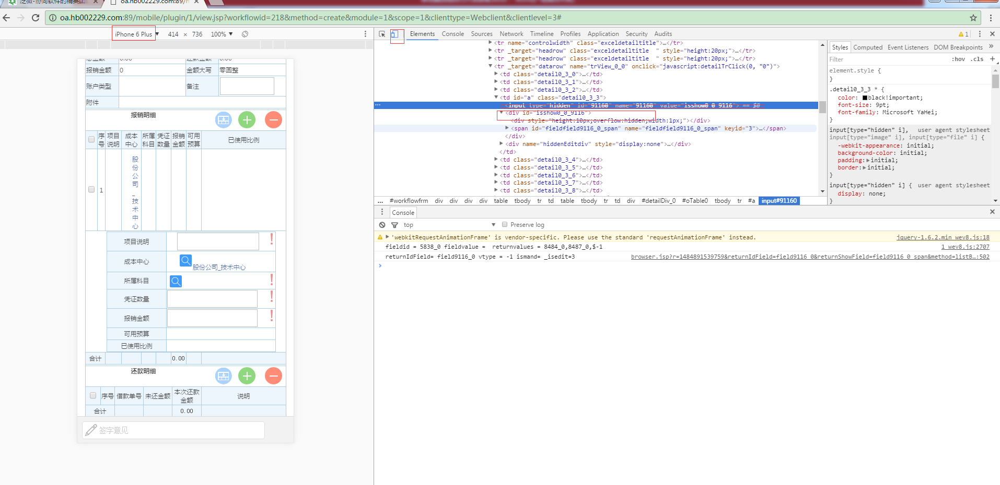 泛微-协同软件的精英团
oa.hb002229.com:89/m
oa.hb002229.com:89/mobile/plugin/1/view.jsp?workflowid=218&method=create&module=1&scope=1&clienttype=Webclient&clientlevel=3#
iPhone 6 Plus ▼ 414 × 736 100% ▼
总金额 0.00 还款金额 0.00
报销金额 0 金额大写 零圆整
账户类型 备注
附件
报销明细
序号 项目说明 成本中心 所属科目 凭证数量 报销金额 可用预算 已使用比例
1 股份公司_技术中心
项目说明 !
成本中心 股份公司_技术中心
所属科目 !
凭证数量 !
报销金额 !
可用预算
已使用比例
合计 0.00
还款明细
序号 借款单号 未还金额 本次还款金额 说明
合计 0.00
签字意见
Elements Console Sources Network Timeline Profiles Application Security Audits 1
<tr name="controlwidth" class="exceldetailtitle">…</tr>
<tr _target="headrow" class="exceldetailtitle " style="height:20px;">…</tr>
<tr _target="headrow" class="exceldetailtitle " style="height:20px;">…</tr>
<tr _target="datarow" name="trView_0_0" onclick="javascript:detailTrClick(0, "0")">
<td class="detail0_3_0">…</td>
<td class="detail0_3_1">…</td>
<td class="detail0_3_2">…</td>
<td id="a" class="detail0_3_3">
<input type="hidden" id="91160" name="91160" value="isshow0_0_9116"> == $0
<div id="isshow0_0_9116">
<div style="height:10px;overflow:hidden;width:1px;"></div>
<span id="fieldfield9116_0_span" name="fieldfield9116_0_span" keyid="3">…</span>
</div>
<div name="hiddenEditdiv" style="display:none">…</div>
</td>
<td class="detail0_3_4">…</td>
<td class="detail0_3_5">…</td>
<td class="detail0_3_6">…</td>
<td class="detail0_3_7">…</td>
<td class="detail0_3_8">…</td>
... #workflowfrm div div div div table tbody tr td table tbody tr td div #detailDiv_0 #oTable0 tbody tr #a input#91160
Styles Computed Event Listeners DOM Breakpoints »
Filter :hov .cls +
element.style {
}
.detail0_3_3 * {
color: black!important;
font-size: 9pt;
font-family: Microsoft YaHei;
}
input[type="hidden" i], user agent stylesheet
input[type="image" i], input[type="file" i] {
-webkit-appearance: initial;
background-color: initial;
padding: initial;
border: initial;
}
input[type="hidden" i] { user agent stylesheet
display: none;
}
Console
top ▼ Preserve log
'webkitRequestAnimationFrame' is vendor-specific. Please use the standard 'requestAnimationFrame' instead. jquery-1.6.2.min_wev8.js:18
fieldid = 5838_0 fieldvalue = returnvalues = 8484_0,8487_0,$-1 1_wev8.js:2707
returnIdField= field9116_0 vtype = -1 ismand= _isedit=3 browser.jsp?r=1484891539759&returnIdField=field9116_0&returnShowField=field9116_0_span&method=listB…:502